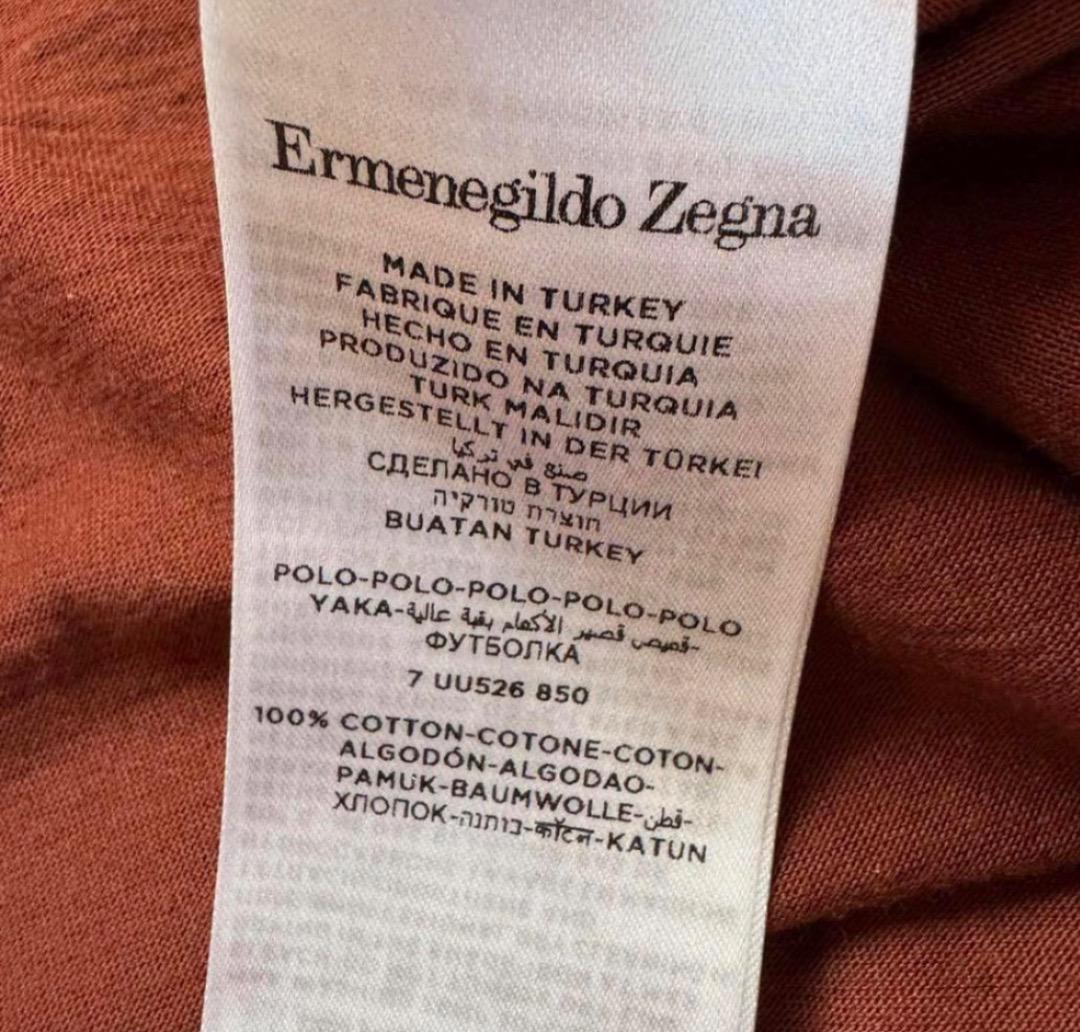 Ermenegildo Zegna
MADE IN TURKEY
FABRIQUE EN TURQUIE
HECHO EN TURQUIA
PRODUZIDO NA TURQUIA
TURK MALIDIR
HERGESTELLT IN DER TÜRKEI
صنع في تركيا
СДЕЛАНО В ТУРЦИИ
תוצרת טורקיה
BUATAN TURKEY
POLO-POLO-POLO-POLO-POLO
YAKA-قميص قصير الأكمام بقبة عالية-
ФУТБОЛКА
7 UU526 850
100% COTTON-COTONE-COTON-
ALGODÓN-ALGODAO-
PAMUK-BAUMWOLLE-قطن-
ХЛОПОК-כותנה-कॉटन-KATUN